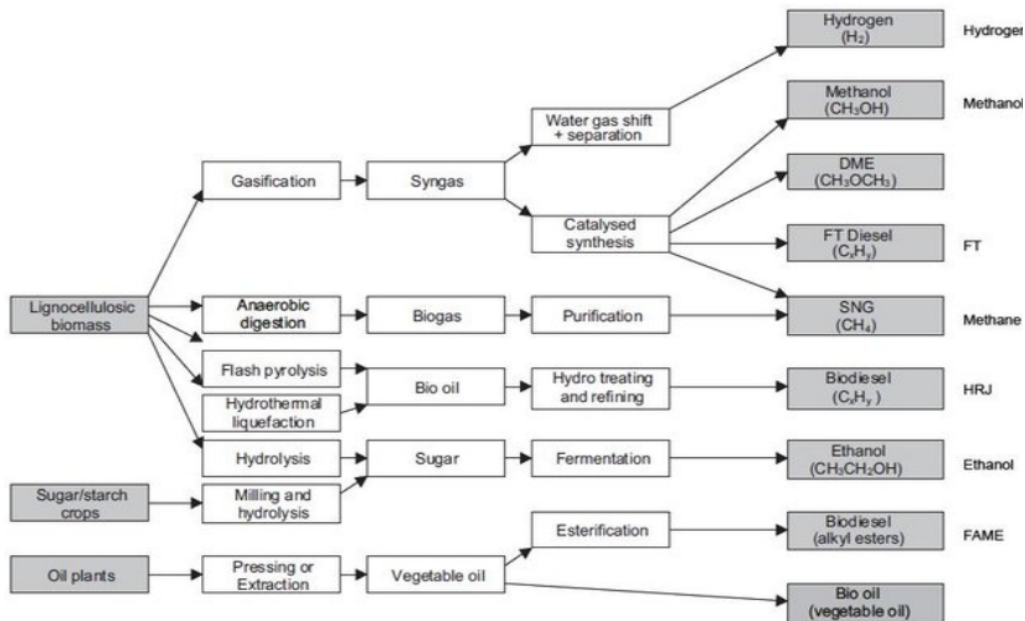 Hydrogen
(H₂)
Hydrogen
Methanol
(CH₃OH)
Methanol
Water gas shift
+ separation
DME
(CH₃OCH₃)
Gasification
Syngas
Catalysed
synthesis
FT Diesel
(CₓHᵧ)
FT
Lignocellulosic
biomass
Anaerobic
digestion
Biogas
Purification
SNG
(CH₄)
Methane
Flash pyrolysis
Hydrothermal
liquefaction
Bio oil
Hydro treating
and refining
Biodiesel
(CₓHᵧ )
HRJ
Hydrolysis
Sugar
Fermentation
Ethanol
(CH₃CH₂OH)
Ethanol
Sugar/starch
crops
Milling and
hydrolysis
Esterification
Biodiesel
(alkyl esters)
FAME
Oil plants
Pressing or
Extraction
Vegetable oil
Bio oil
(vegetable oil)